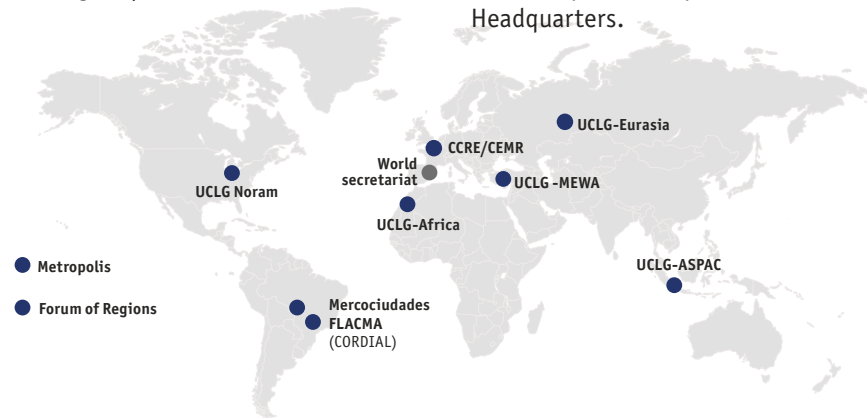 Headquarters.
UCLG-Eurasia
CCRE/CEMR
World
secretariat
UCLG -MEWA
UCLG Noram
UCLG-Africa
UCLG-ASPAC
Metropolis
Forum of Regions
Mercociudades
FLACMA
(CORDIAL)